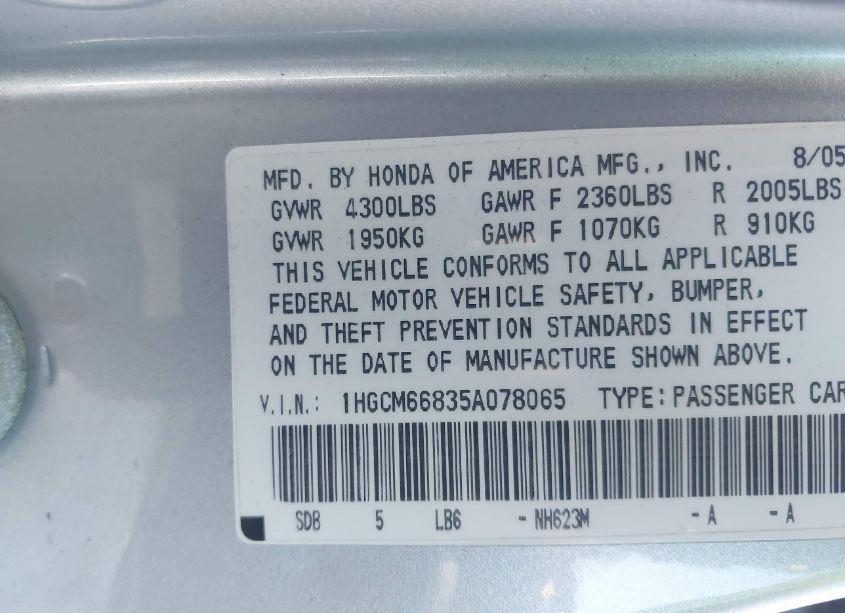 MFD. BY HONDA OF AMERICA MFG., INC. 8/05
GVWR 4300LBS GAWR F 2360LBS R 2005LBS
GVWR 1950KG GAWR F 1070KG R 910KG
THIS VEHICLE CONFORMS TO ALL APPLICABLE
FEDERAL MOTOR VEHICLE SAFETY, BUMPER,
AND THEFT PREVENTION STANDARDS IN EFFECT
ON THE DATE OF MANUFACTURE SHOWN ABOVE.
V.I.N.: 1HGCM66835A078065 TYPE:PASSENGER CAR
SDB 5 LB6 -NH623M -A -A